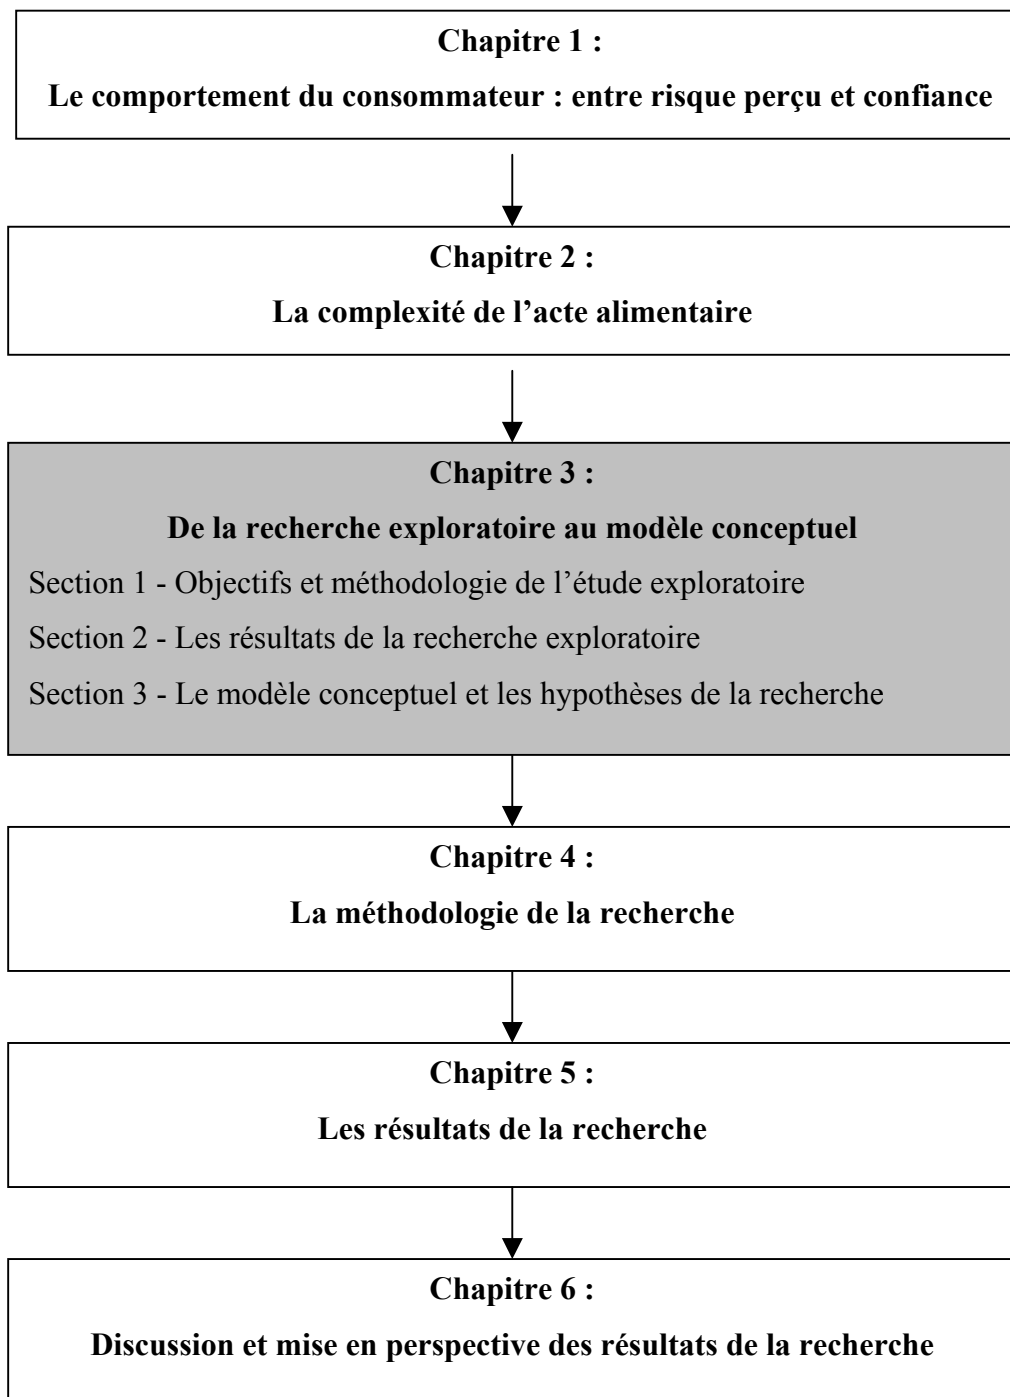 Chapitre 1 :
Le comportement du consommateur : entre risque perçu et confiance
Chapitre 2 :
La complexité de l’acte alimentaire
Chapitre 3 :
De la recherche exploratoire au modèle conceptuel
Section 1 - Objectifs et méthodologie de l’étude exploratoire
Section 2 - Les résultats de la recherche exploratoire
Section 3 - Le modèle conceptuel et les hypothèses de la recherche
Chapitre 4 :
La méthodologie de la recherche
Chapitre 5 :
Les résultats de la recherche
Chapitre 6 :
Discussion et mise en perspective des résultats de la recherche